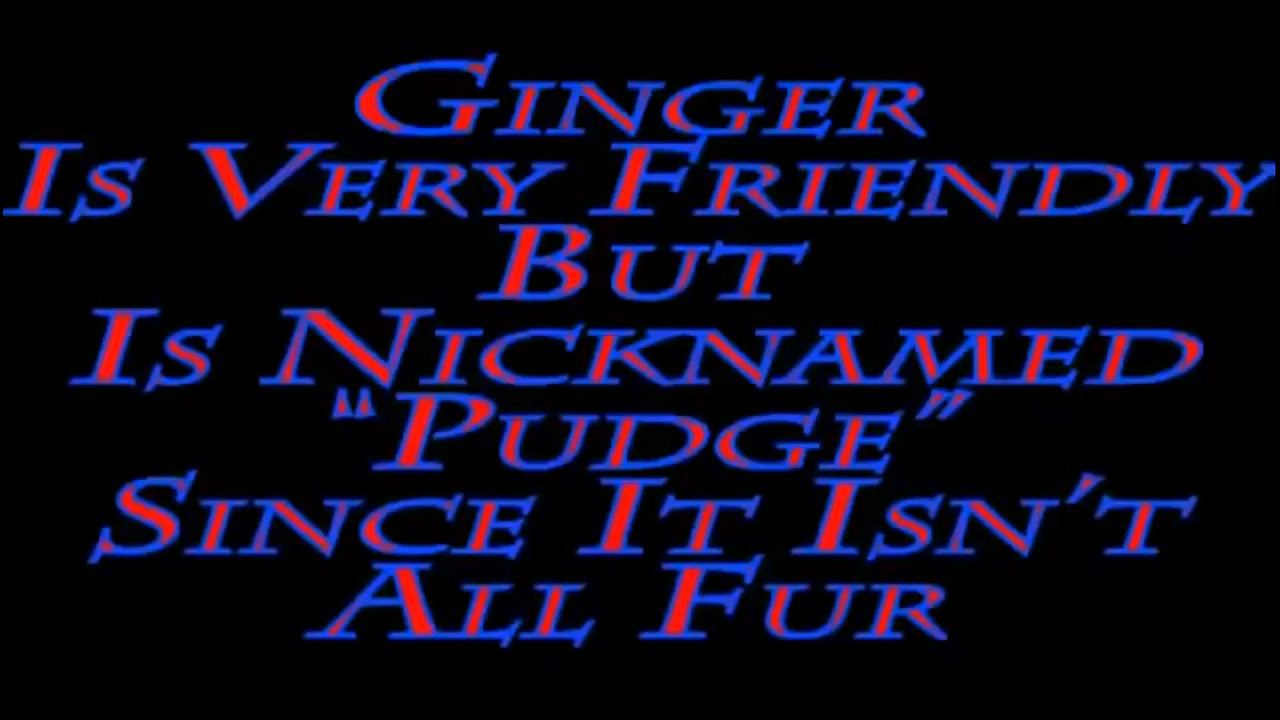 Ginger
Is Very Friendly
But
Is Nicknamed
“Pudge”
Since It Isn't
All Fur